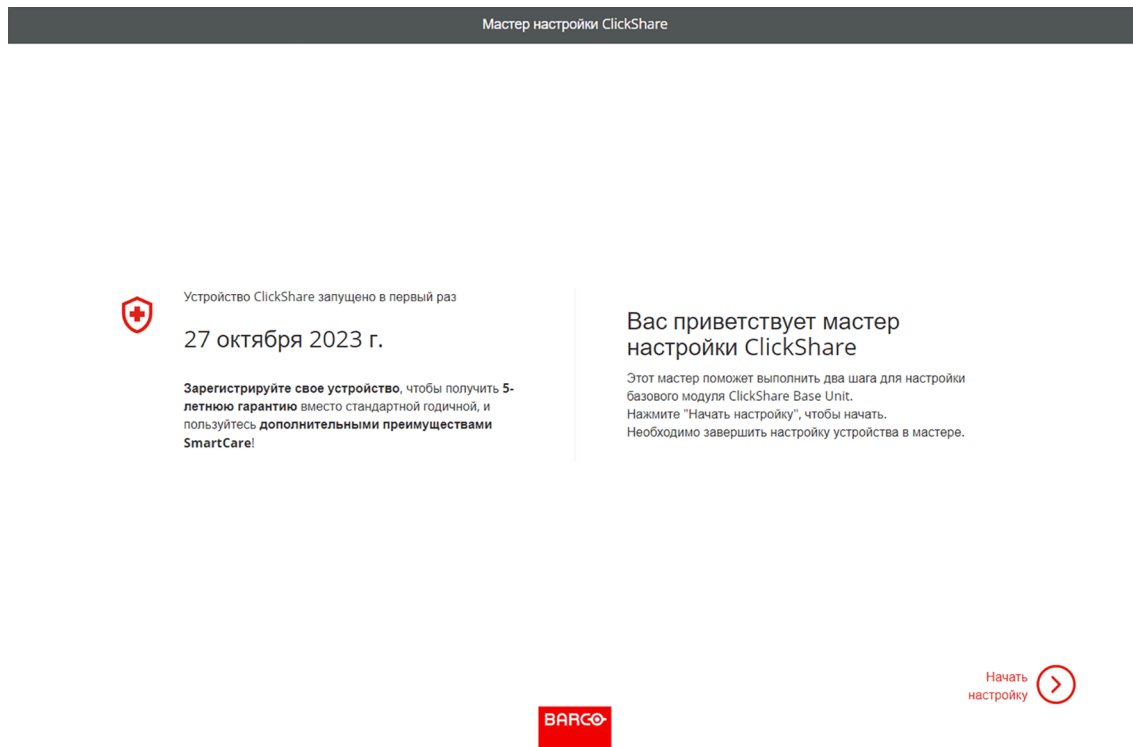 Мастер настройки ClickShare
Устройство ClickShare запущено в первый раз
27 октября 2023 г.
Зарегистрируйте свое устройство, чтобы получить 5-
летнюю гарантию вместо стандартной годичной, и
пользуйтесь дополнительными преимуществами
SmartCare!
Вас приветствует мастер
настройки ClickShare
Этот мастер поможет выполнить два шага для настройки
базового модуля ClickShare Base Unit.
Нажмите "Начать настройку", чтобы начать.
Необходимо завершить настройку устройства в мастере.
Начать
настройку
BARCO